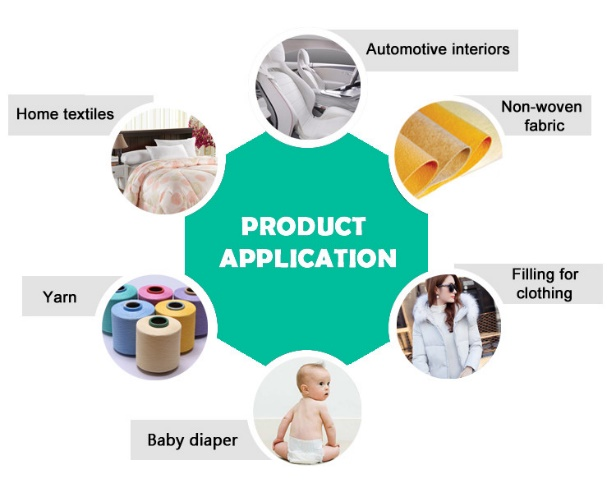 Automotive interiors
Home textiles
Non-woven
fabric
PRODUCT
APPLICATION
Yarn
Filling for
clothing
Baby diaper